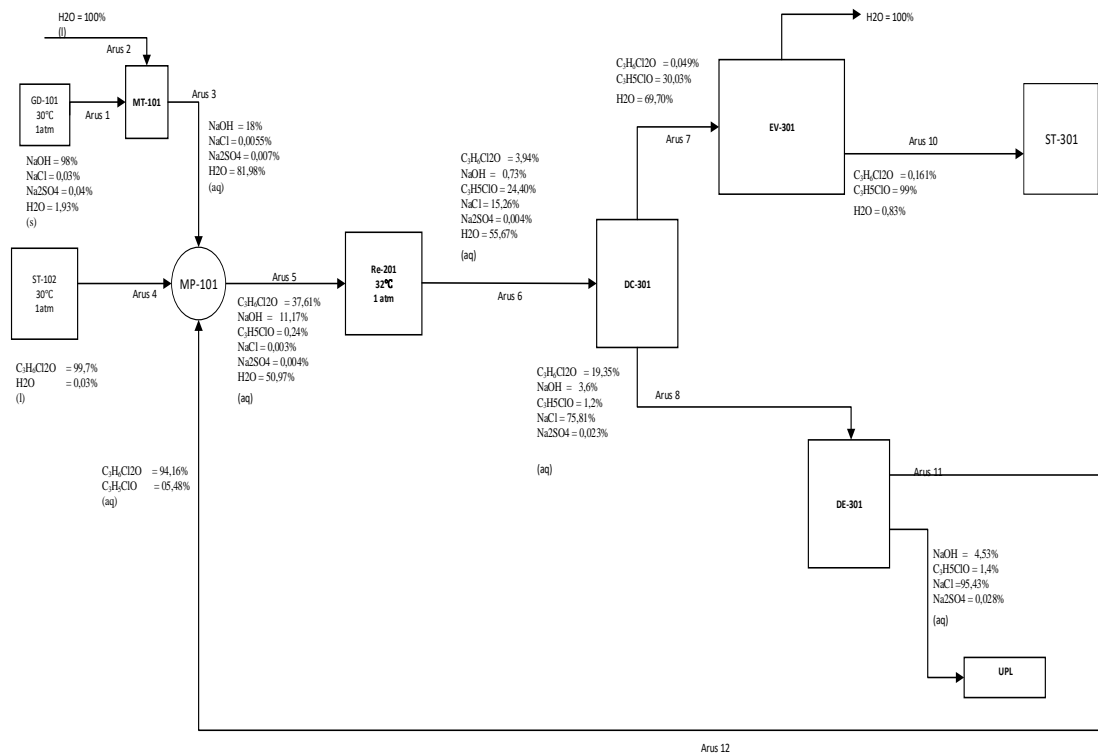 H2O = 100%
(l)
Arus 2
GD-101
30°C
1atm
Arus 1
MT-101
Arus 3
NaOH = 98%
NaCl = 0,03%
Na2SO4 = 0,04%
H2O = 1,93%
(s)
NaOH = 18%
NaCl = 0,0055%
Na2SO4 = 0,007%
H2O = 81,98%
(aq)
ST-102
30°C
1atm
Arus 4
MP-101
Arus 5
C₃H₆Cl2O = 99,7%
H2O = 0,03%
(l)
C₃H₆Cl2O = 37,61%
NaOH = 11,17%
C₃H5ClO = 0,24%
NaCl = 0,003%
Na2SO4 = 0,004%
H2O = 50,97%
(aq)
Re-201
32℃
1 atm
Arus 6
C₃H₆Cl2O = 3,94%
NaOH = 0,73%
C₃H5ClO = 24,40%
NaCl = 15,26%
Na2SO4 = 0,004%
H2O = 55,67%
(aq)
DC-301
Arus 7
C₃H₆Cl2O = 0,049%
C₃H5ClO = 30,03%
H2O = 69,70%
EV-301
H2O = 100%
Arus 10
C₃H₆Cl2O = 0,161%
C₃H5ClO = 99%
H2O = 0,83%
ST-301
C₃H₆Cl2O = 19,35%
NaOH = 3,6%
C₃H5ClO = 1,2%
NaCl = 75,81%
Na2SO4 = 0,023%
(aq)
Arus 8
DE-301
Arus 11
NaOH = 4,53%
C₃H5ClO = 1,4%
NaCl =95,43%
Na2SO4 = 0,028%
(aq)
UPL
C₃H₆Cl2O = 94,16%
C₃H₅ClO = 05,48%
(aq)
Arus 12